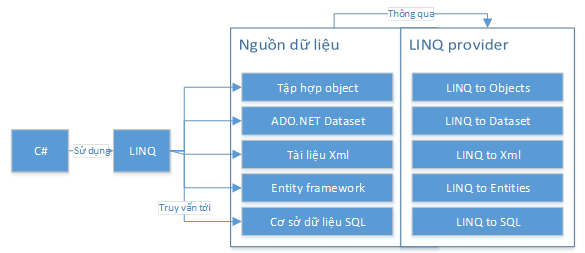 Thông qua
Nguồn dữ liệu
LINQ provider
Tập hợp object
LINQ to Objects
ADO.NET Dataset
LINQ to Dataset
C#
Sử dụng
LINQ
Tài liệu Xml
LINQ to Xml
Entity framework
LINQ to Entities
Truy vấn tới
Cơ sở dữ liệu SQL
LINQ to SQL